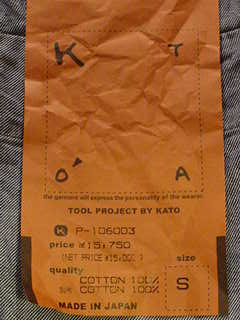 K T
O' A
the garment will express the personality of the wearer.
TOOL PROJECT BY KATO
K P-106003
price ¥15,750
(NET PRICE ¥15,000 )
size
quality
COTTON 100%
S
COTTON 100%
MADE IN JAPAN